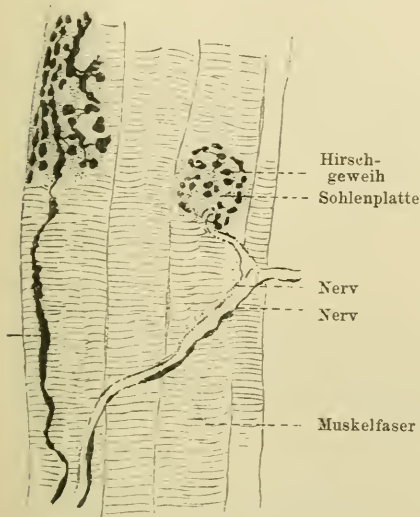 Hirsch-
geweih
Sohlenplatte
Nerv
Nerv
Muskelfaser